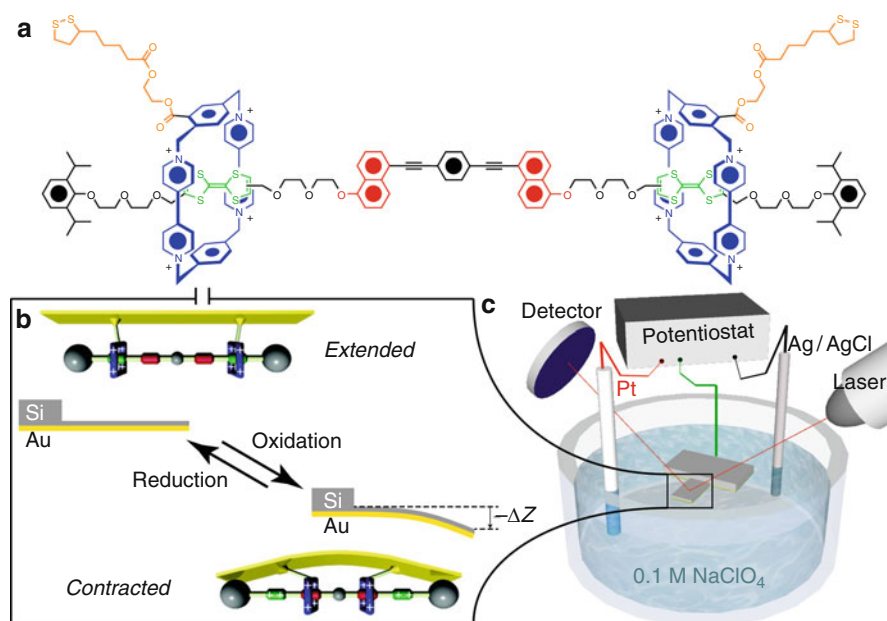 a
S-S
S-S
O
O
O
O
O
O
O
O
+
+
+
+
N
N
N
N
S
S
S
S
S
S
S
S
O
O
O
O
O
O
O
O
O
O
O
O
+
+
+
+
N
N
N
N
b
Extended
Si
Au
Oxidation
Reduction
Si
Au
−ΔZ
Contracted
c
Detector
Potentiostat
Ag/AgCl
Pt
Laser
0.1 M NaClO₄